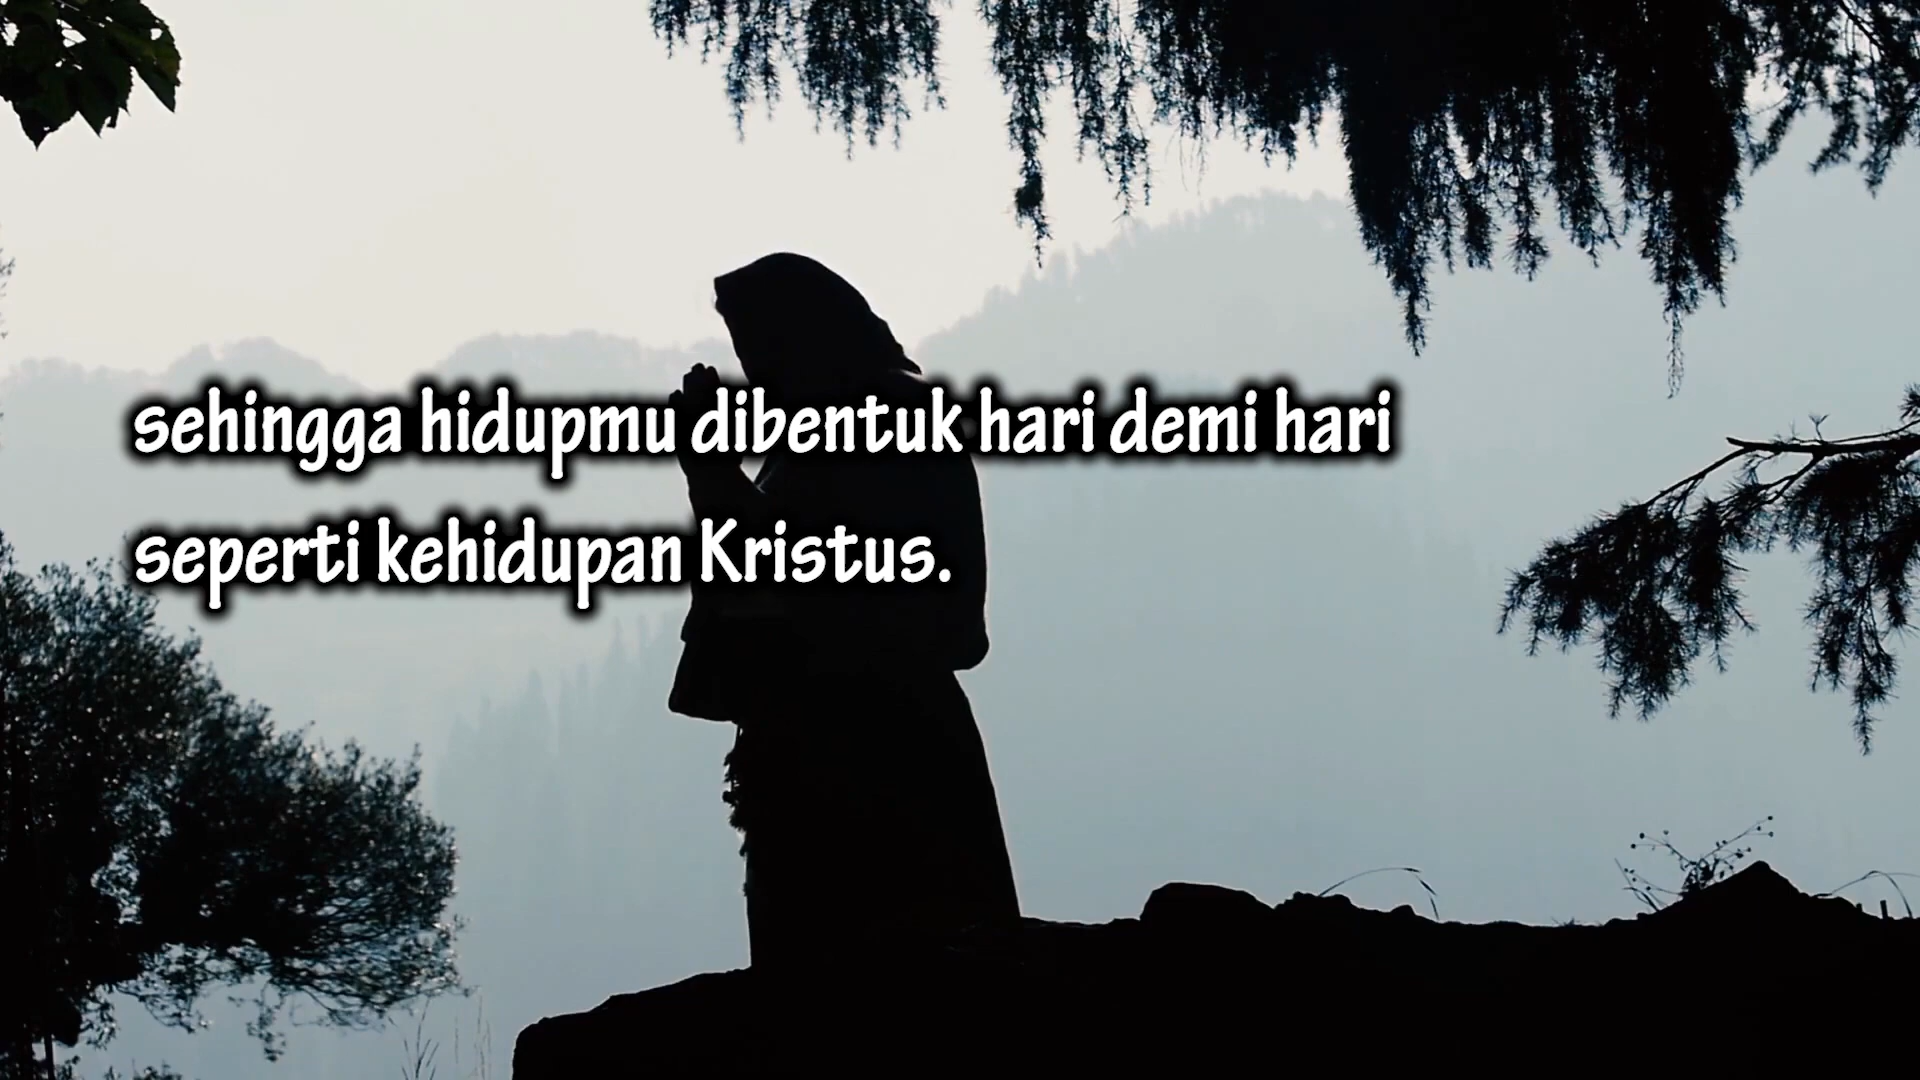 sehingga hidupmu dibentuk hari demi hari
seperti kehidupan Kristus.